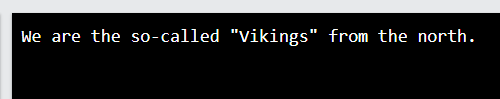 We are the so-called "Vikings" from the north.